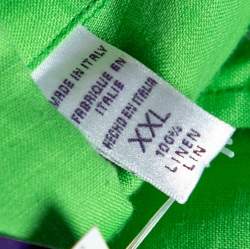 MADE IN ITALY
FABRIQUE EN
ITALIE
HECHO EN ITALIA
XXL
100%
LINEN
LIN